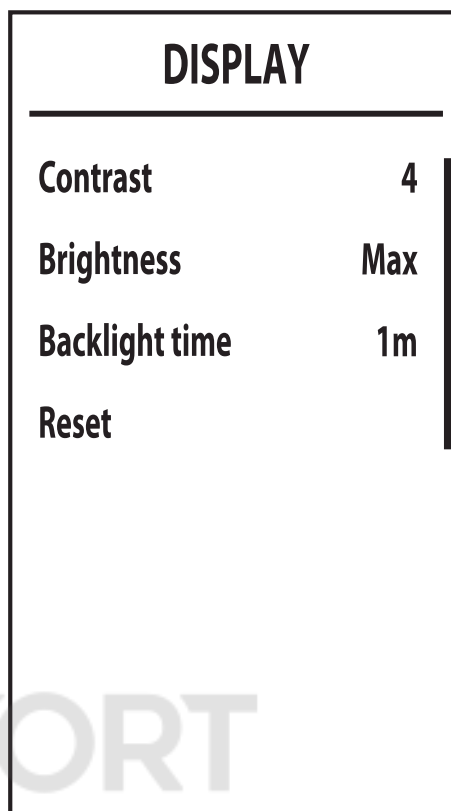 DISPLAY
Contrast 4
Brightness Max
Backlight time 1m
Reset
ORT